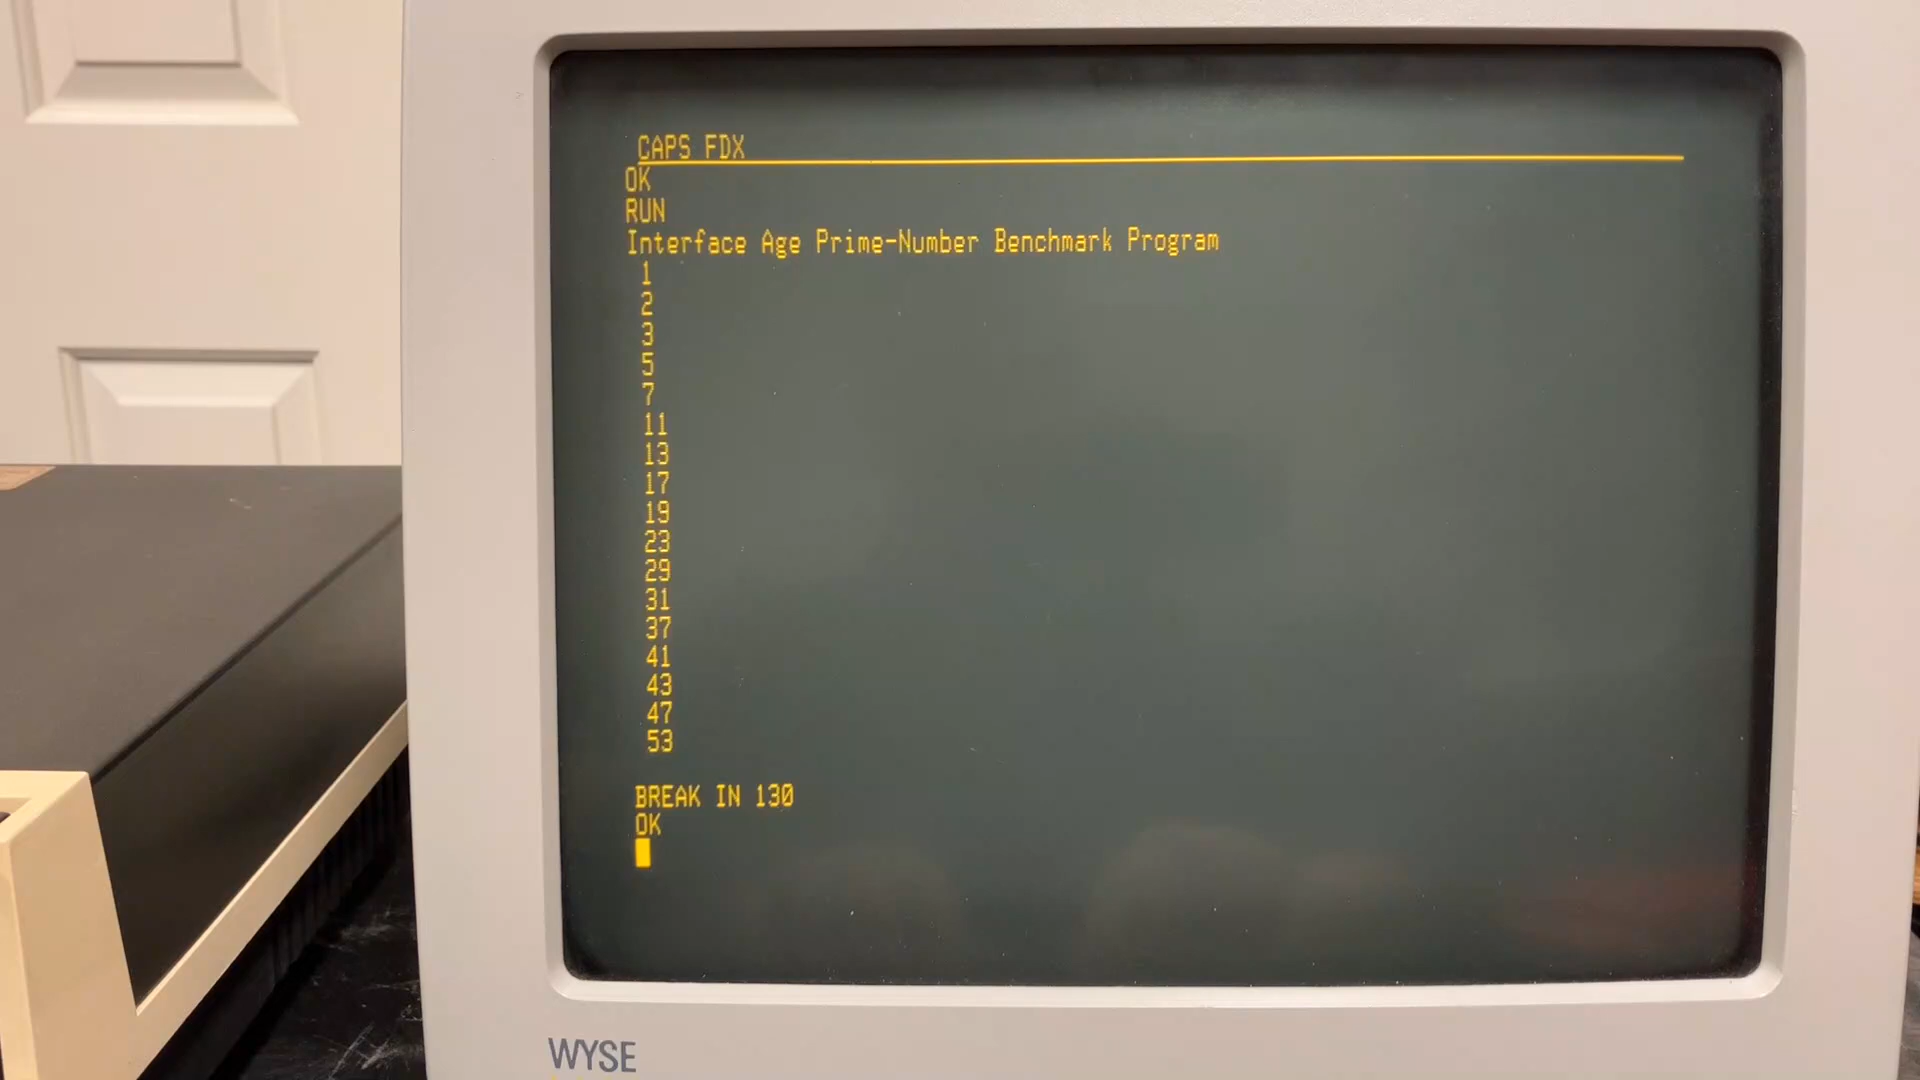 CAPS FDX
OK
RUN
Interface Age Prime-Number Benchmark Program
1
2
3
5
7
11
13
17
19
23
29
31
37
41
43
47
53
BREAK IN 130
OK
WYSE